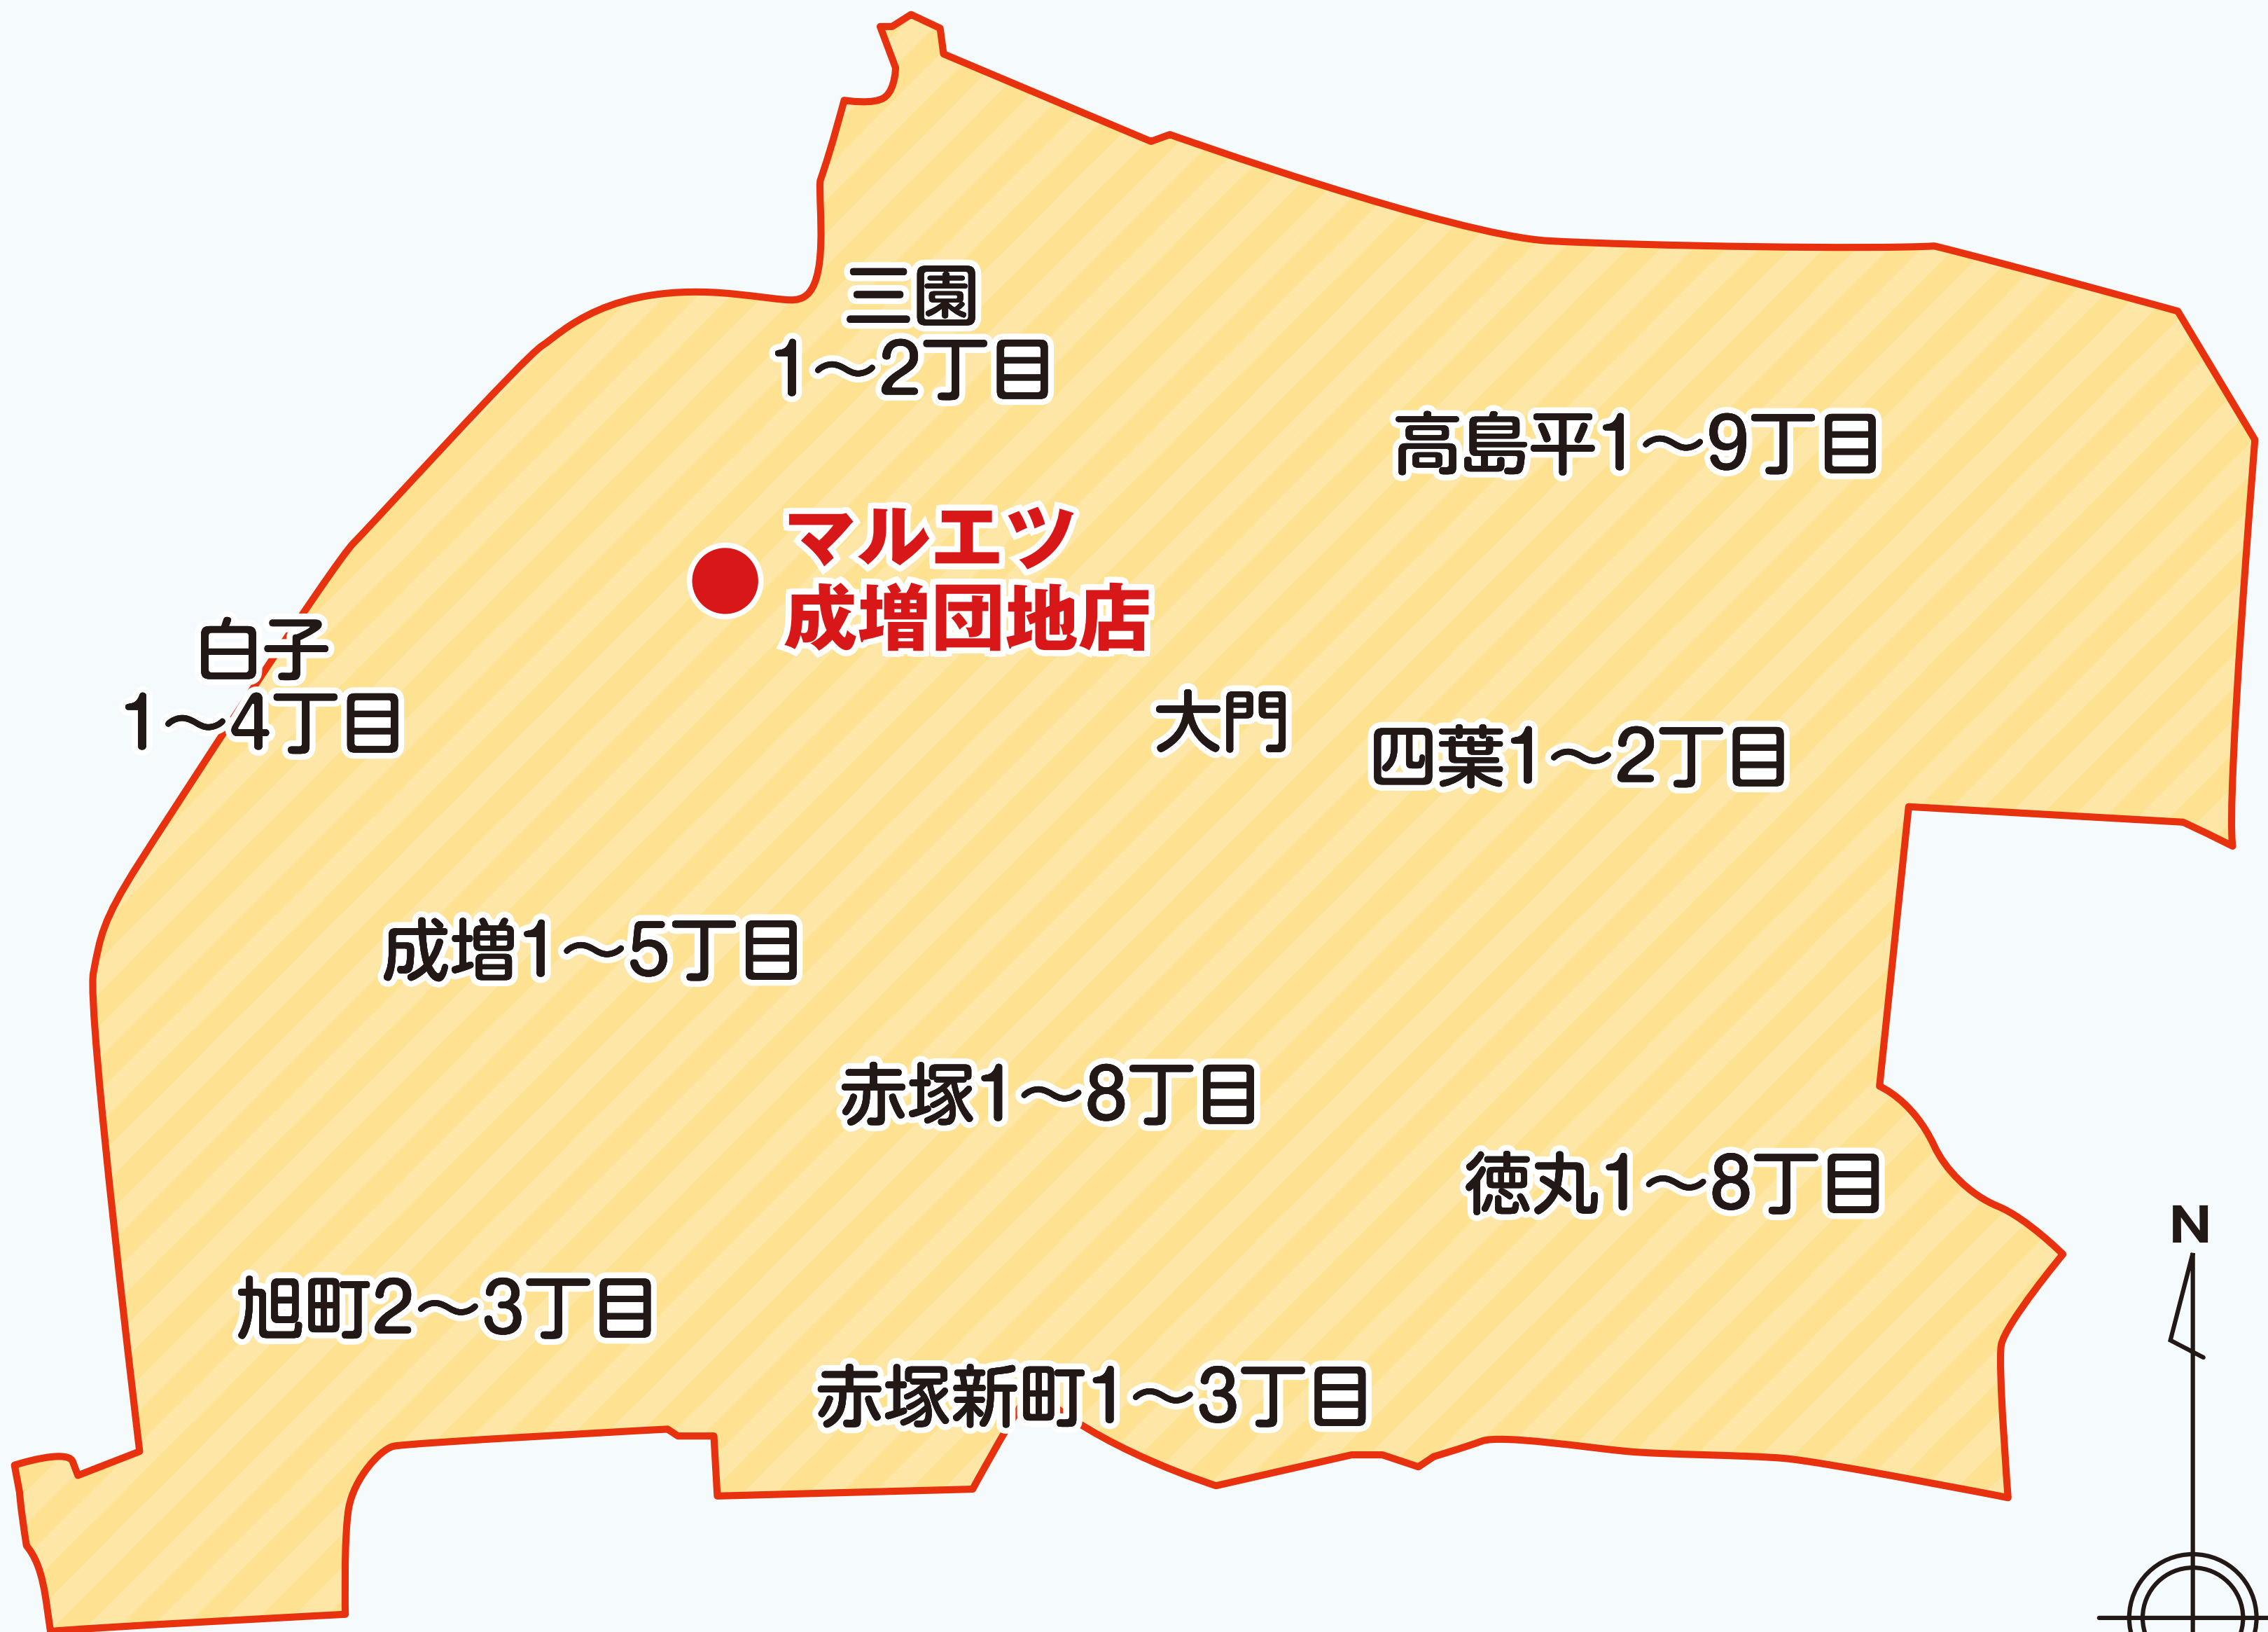 三園
1～2丁目
高島平1～9丁目
マルエツ
成増団地店
白子
1～4丁目
大門
四葉1～2丁目
成増1～5丁目
赤塚1～8丁目
徳丸1～8丁目
旭町2～3丁目
赤塚新町1～3丁目
N